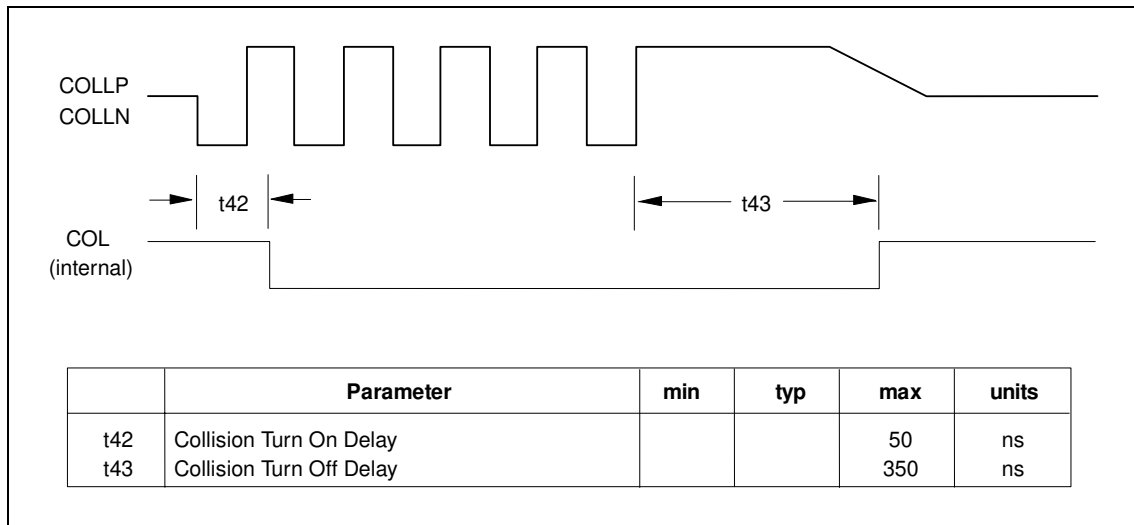 COLLP
COLLN
t42
t43
COL
(internal)
Parameter min typ max units
t42 Collision Turn On Delay 50 ns
t43 Collision Turn Off Delay 350 ns